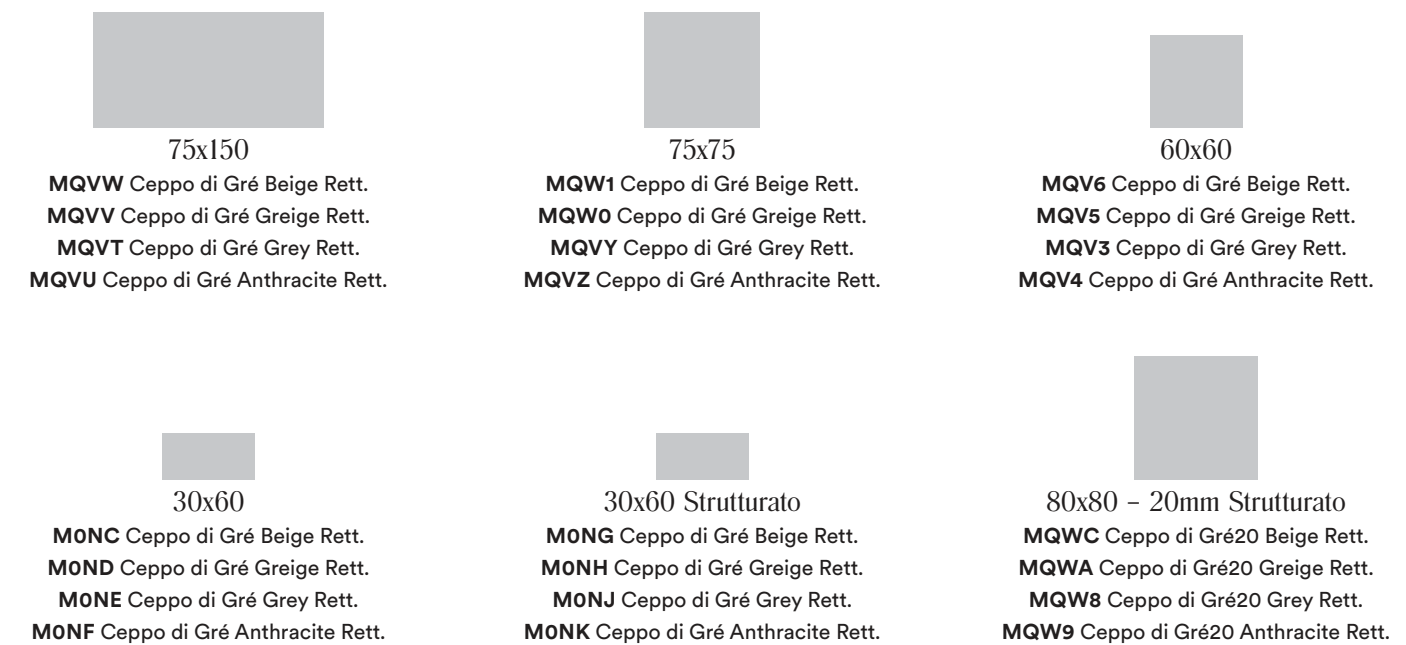 75x150
MQVW Ceppo di Gré Beige Rett.
MQVV Ceppo di Gré Greige Rett.
MQVT Ceppo di Gré Grey Rett.
MQVU Ceppo di Gré Anthracite Rett.
75x75
MQW1 Ceppo di Gré Beige Rett.
MQW0 Ceppo di Gré Greige Rett.
MQVY Ceppo di Gré Grey Rett.
MQVZ Ceppo di Gré Anthracite Rett.
60x60
MQV6 Ceppo di Gré Beige Rett.
MQV5 Ceppo di Gré Greige Rett.
MQV3 Ceppo di Gré Grey Rett.
MQV4 Ceppo di Gré Anthracite Rett.
30x60
M0NC Ceppo di Gré Beige Rett.
M0ND Ceppo di Gré Greige Rett.
M0NE Ceppo di Gré Grey Rett.
M0NF Ceppo di Gré Anthracite Rett.
30x60 Strutturato
M0NG Ceppo di Gré Beige Rett.
M0NH Ceppo di Gré Greige Rett.
M0NJ Ceppo di Gré Grey Rett.
M0NK Ceppo di Gré Anthracite Rett.
80x80 – 20mm Strutturato
MQWC Ceppo di Gré20 Beige Rett.
MQWA Ceppo di Gré20 Greige Rett.
MQW8 Ceppo di Gré20 Grey Rett.
MQW9 Ceppo di Gré20 Anthracite Rett.